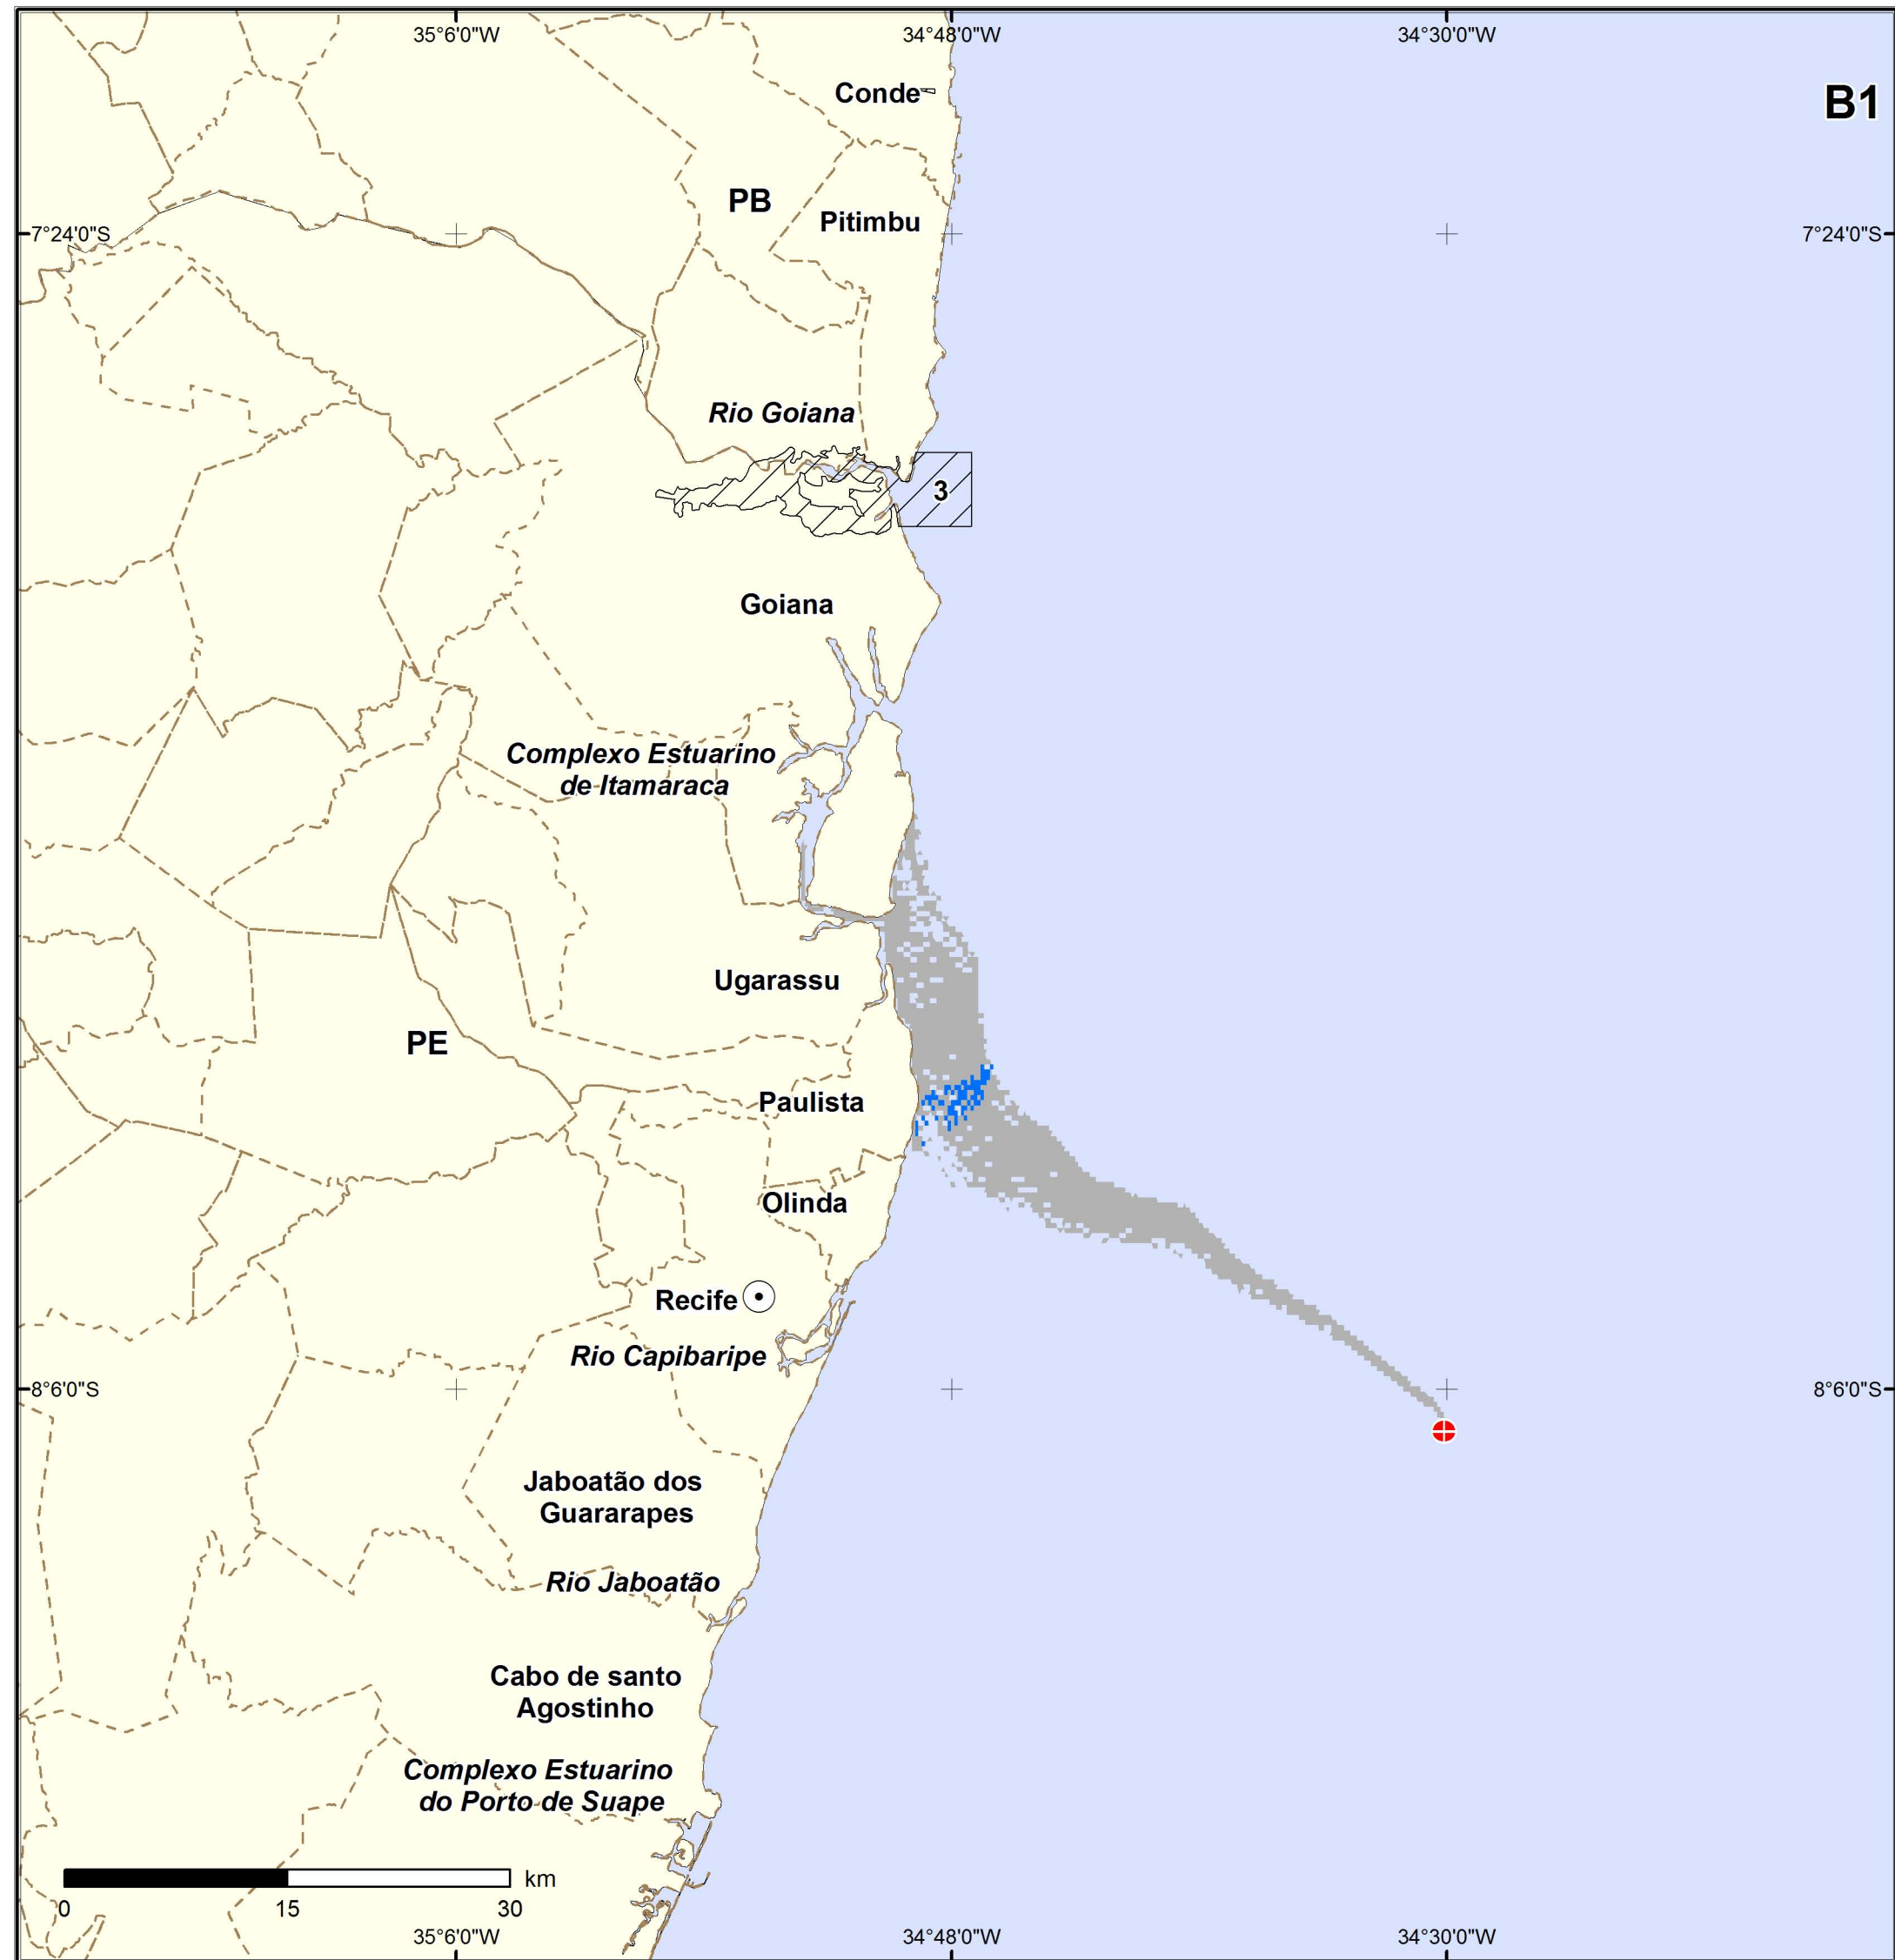 35°6'0"W
34°48'0"W
34°30'0"W
Conde
B1
PB
Pitimbu
7°24'0"S
7°24'0"S
Rio Goiana
3
Goiana
Complexo Estuarino
de Itamaraca
Ugarassu
PE
Paulista
Olinda
Recife
Rio Capibaripe
8°6'0"S
8°6'0"S
Jaboatão dos
Guararapes
Rio Jaboatão
Cabo de santo
Agostinho
Complexo Estuarino
do Porto de Suape
km
0
15
30
35°6'0"W
34°48'0"W
34°30'0"W